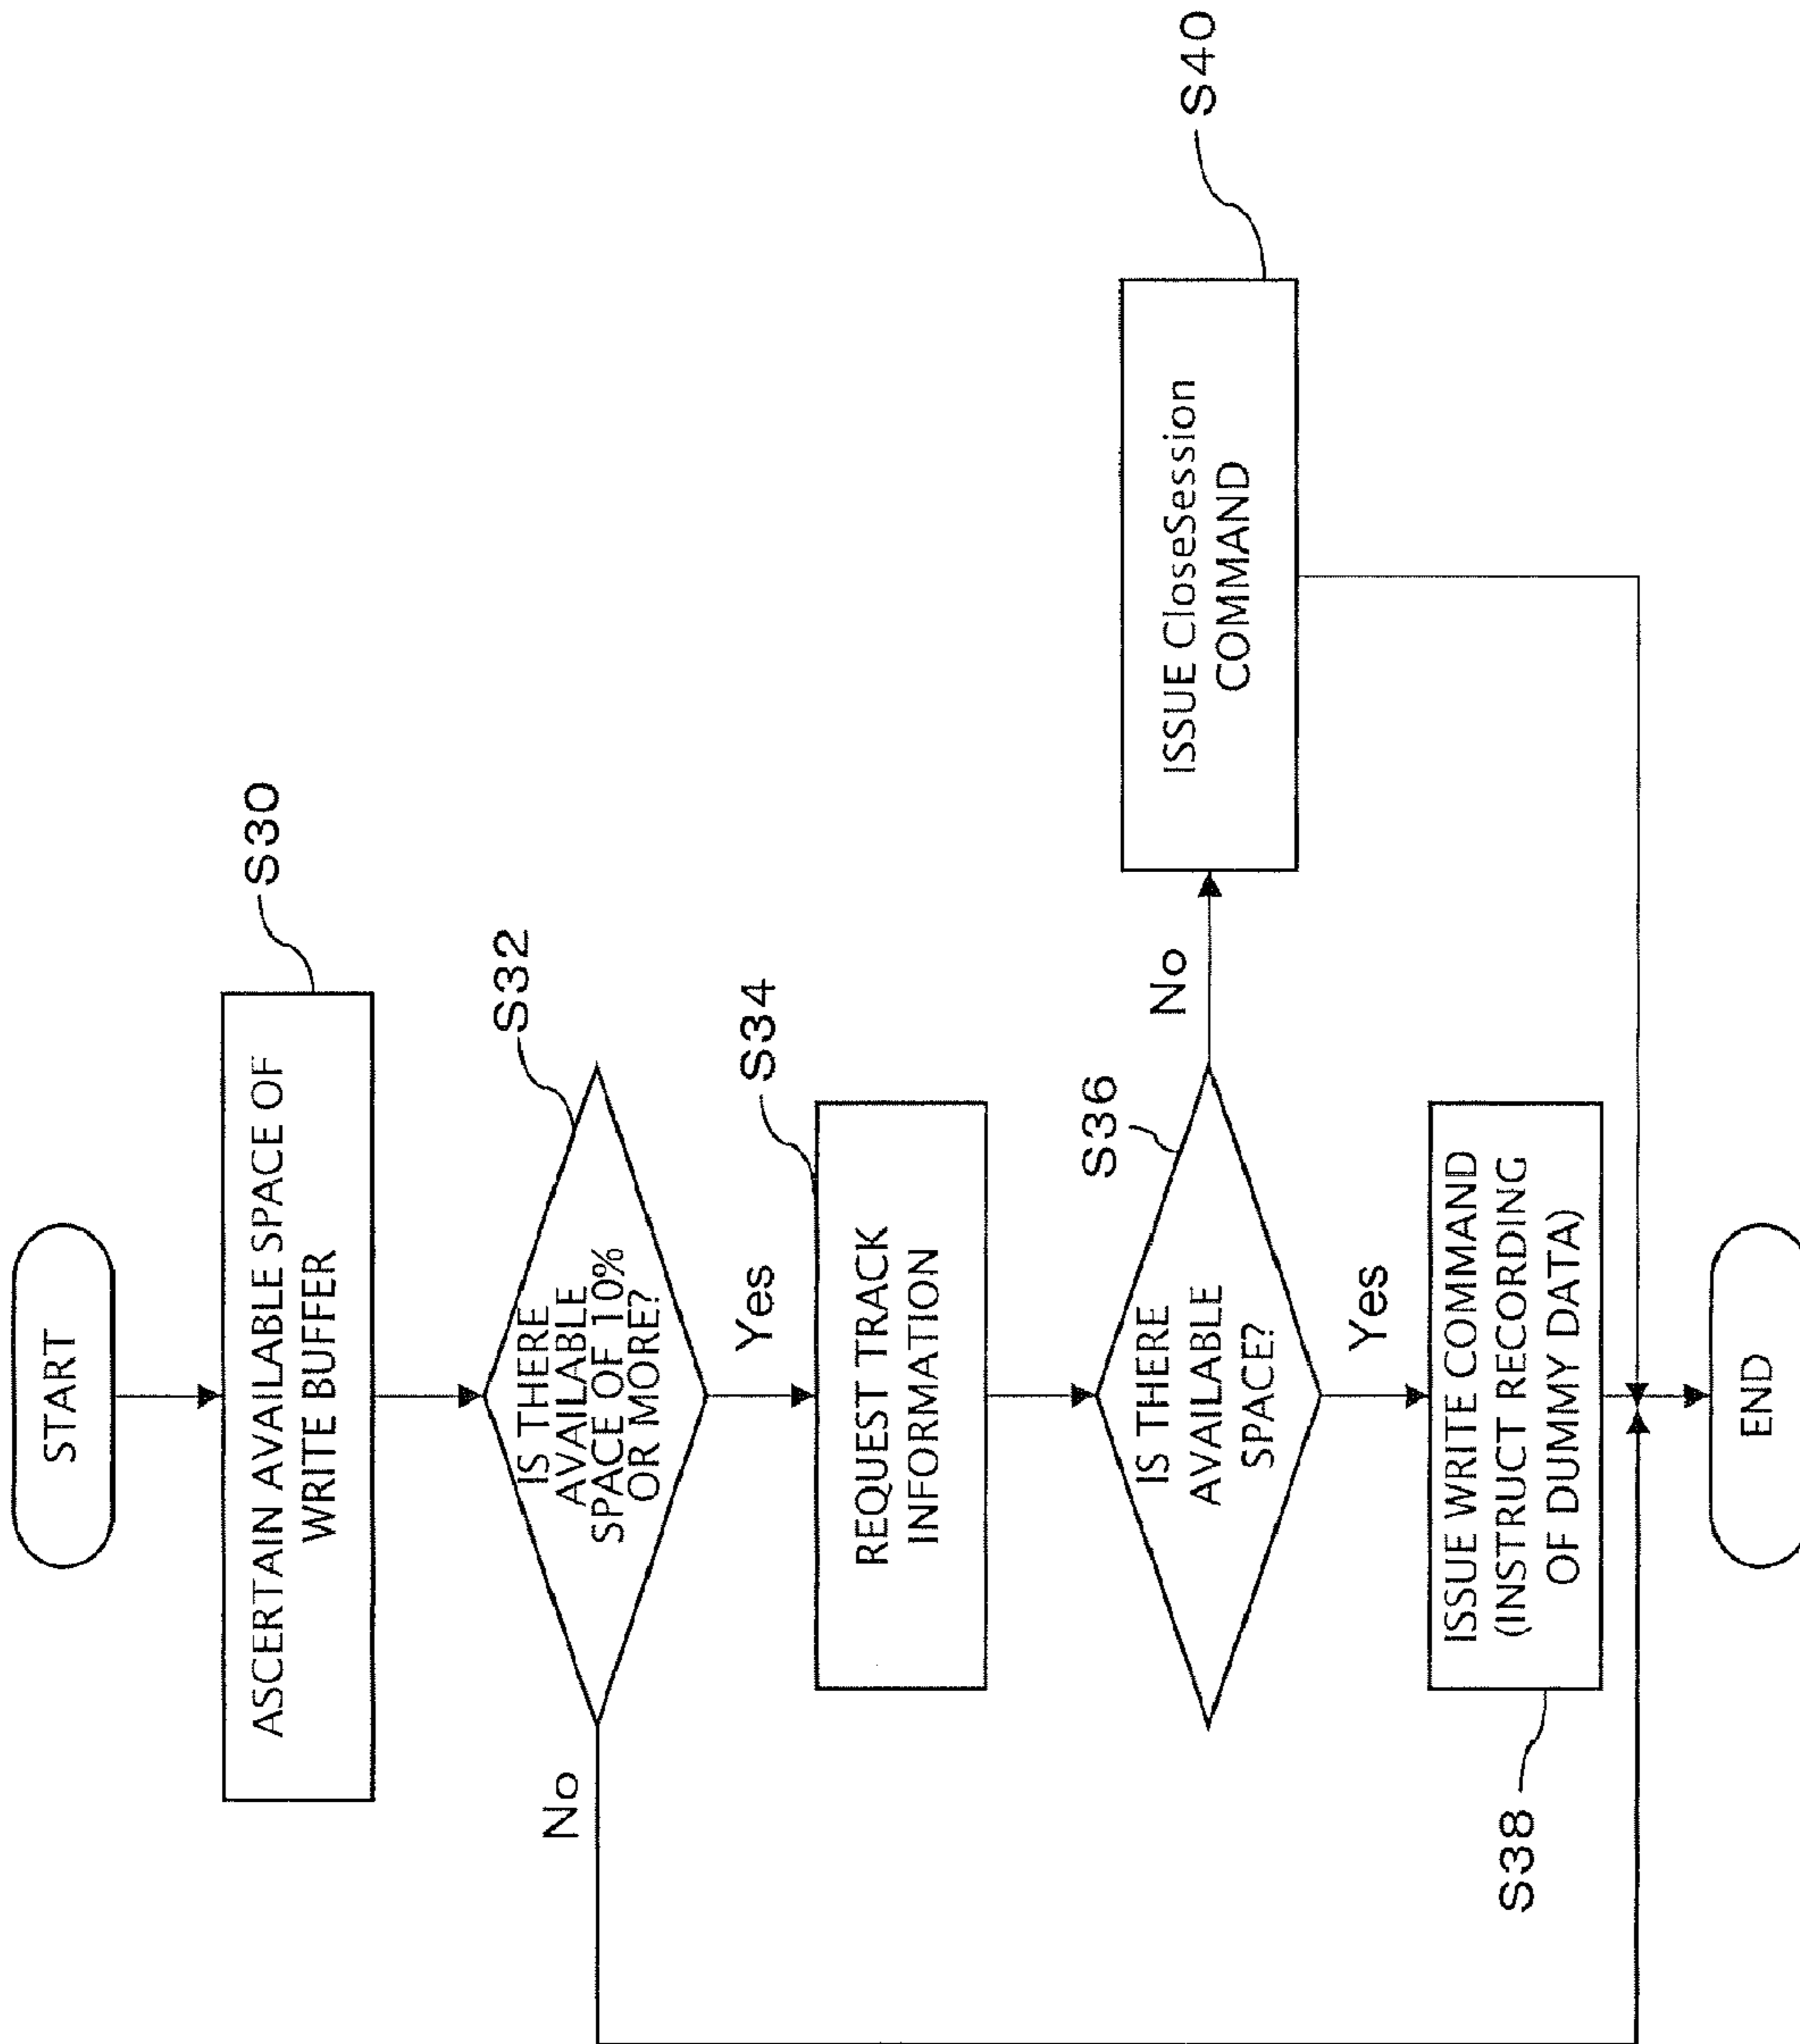 START
ASCERTAIN AVAILABLE SPACE OF
WRITE BUFFER
S30
IS THERE
AVAILABLE
SPACE OF 10%
OR MORE?
S32
No
Yes
REQUEST TRACK
INFORMATION
S34
IS THERE
AVAILABLE
SPACE?
S36
No
Yes
ISSUE CloseSession
COMMAND
S40
ISSUE WRITE COMMAND
(INSTRUCT RECORDING
OF DUMMY DATA)
S38
END